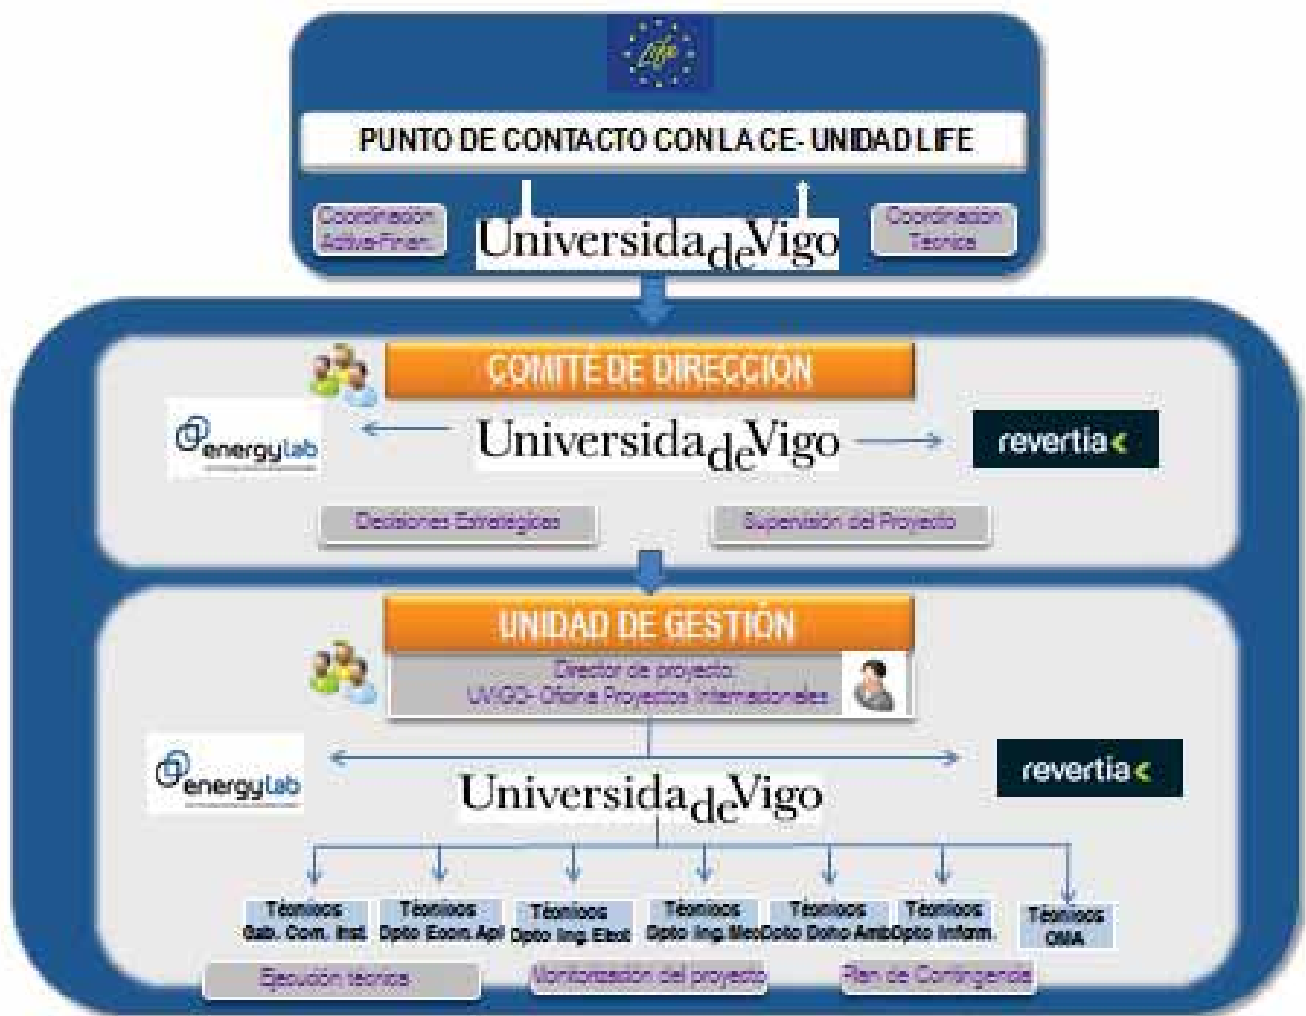 Life
PUNTO DE CONTACTO CON LA CE- UNIDAD LIFE
Coordinación
Activa-Finan.
UniversidadeVigo
Coordinación
Técnica
COMITÉ DE DIRECCIÓN
energylab
UniversidadeVigo
revertia
Decisiones Estratégicas
Supervisión del Proyecto
UNIDAD DE GESTIÓN
Director de proyecto:
UVIGO- Oficina Proyectos Internacionales
energylab
UniversidadeVigo
revertia
Técnicos
Gab. Com. Inst.
Técnicos
Dpto Econ. Apl
Técnicos
Dpto Ing. Elect
Técnicos
Dpto Ing. Mec
Técnicos
Dpto Dcho Amb
Técnicos
Dpto Inform.
Técnicos
OMA
Ejecución técnica
Monitorización del proyecto
Plan de Contingencia